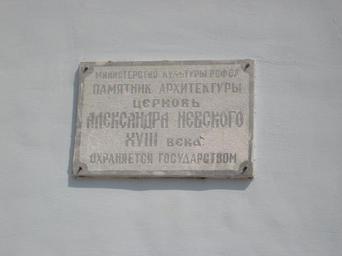 МИНИСТЕРСТВО КУЛЬТУРЫ РСФСР
ПАМЯТНИК АРХИТЕКТУРЫ
ЦЕРКОВЬ
АЛЕКСАНДРА НЕВСКОГО
XVIII ВЕКА
ОХРАНЯЕТСЯ ГОСУДАРСТВОМ